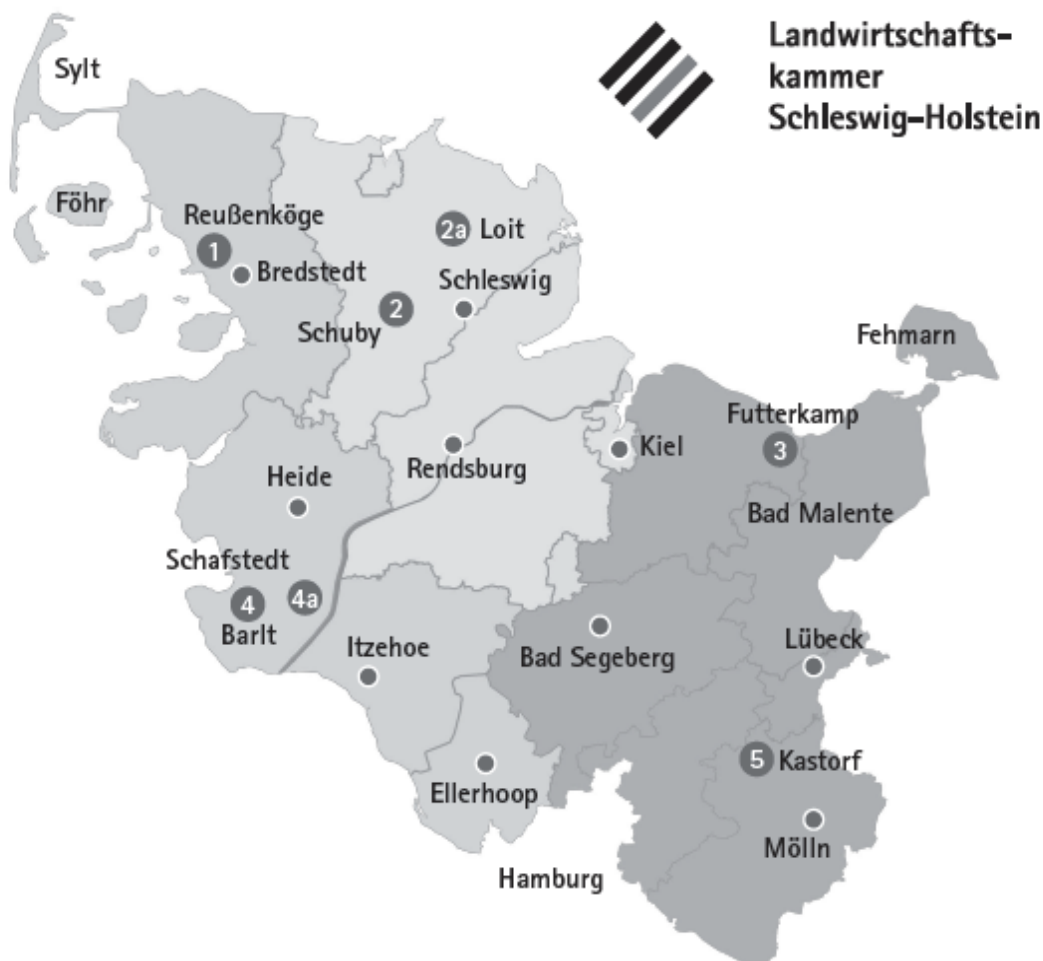 Landwirtschafts-
kammer
Schleswig-Holstein
Sylt
Föhr
Reußenköge
1
Bredstedt
2a Loit
Schleswig
2
Schuby
Fehmarn
Futterkamp
3
Kiel
Rendsburg
Heide
Bad Malente
Schafstedt
4 4a
Barlt
Itzehoe
Bad Segeberg
Lübeck
5 Kastorf
Ellerhoop
Mölln
Hamburg